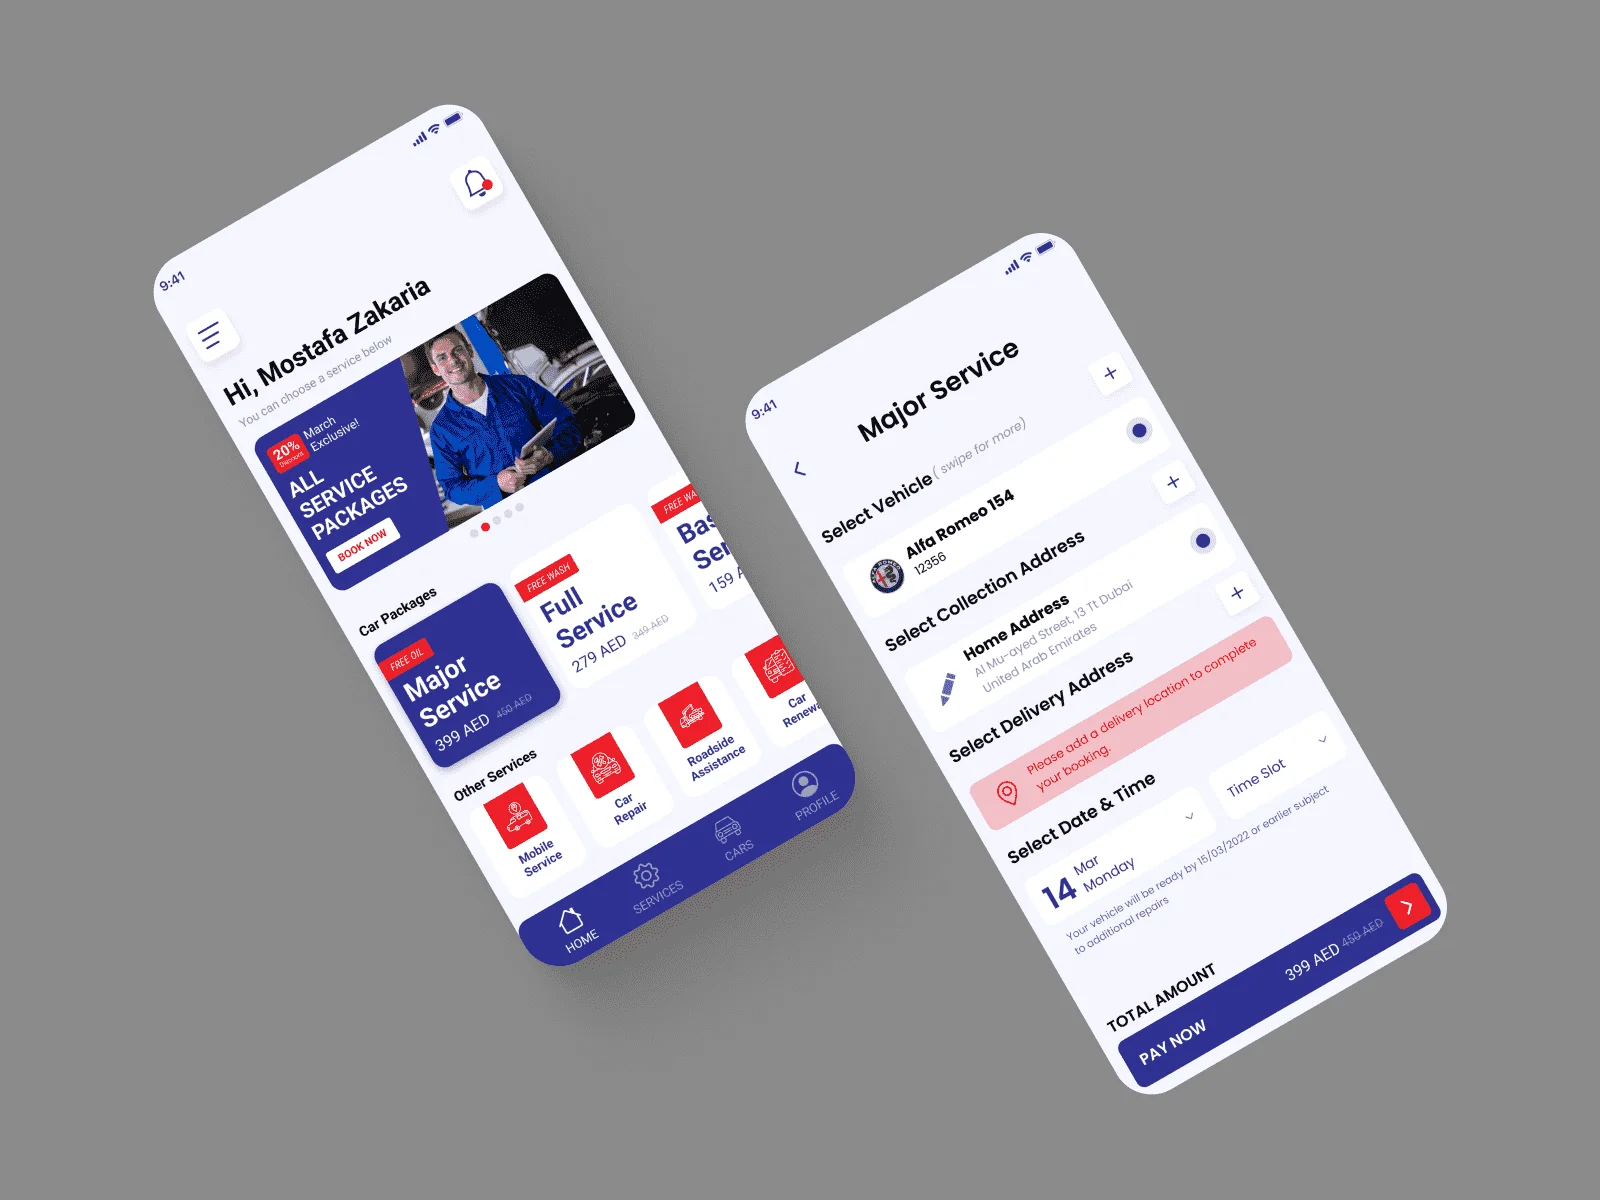 9:41
Hi, Mostafa Zakaria
You can choose a service below
20%
Discount
March
Exclusive!
ALL
SERVICE
PACKAGES
BOOK NOW
Car Packages
FREE OIL
Major
Service
399 AED 450 AED
FREE WASH
Full
Service
279 AED 349 AED
FREE WA
Bas
Ser
159 A
Other Services
Mobile
Service
Car
Repair
Roadside
Assistance
Car
Renewa
HOME
SERVICES
CARS
PROFILE
9:41
Major Service
Select Vehicle ( swipe for more)
ALFA ROMEO
Alfa Romeo 154
12356
Select Collection Address
Home Address
Al Mu-ayed Street, 13 Tt Dubai
United Arab Emirates
Select Delivery Address
Please add a delivery location to complete
your booking.
Select Date & Time
14
Mar
Monday
Time Slot
Your vehicle will be ready by 15/03/2022 or earlier subject
to additional repairs
TOTAL AMOUNT
PAY NOW
399 AED 450 AED